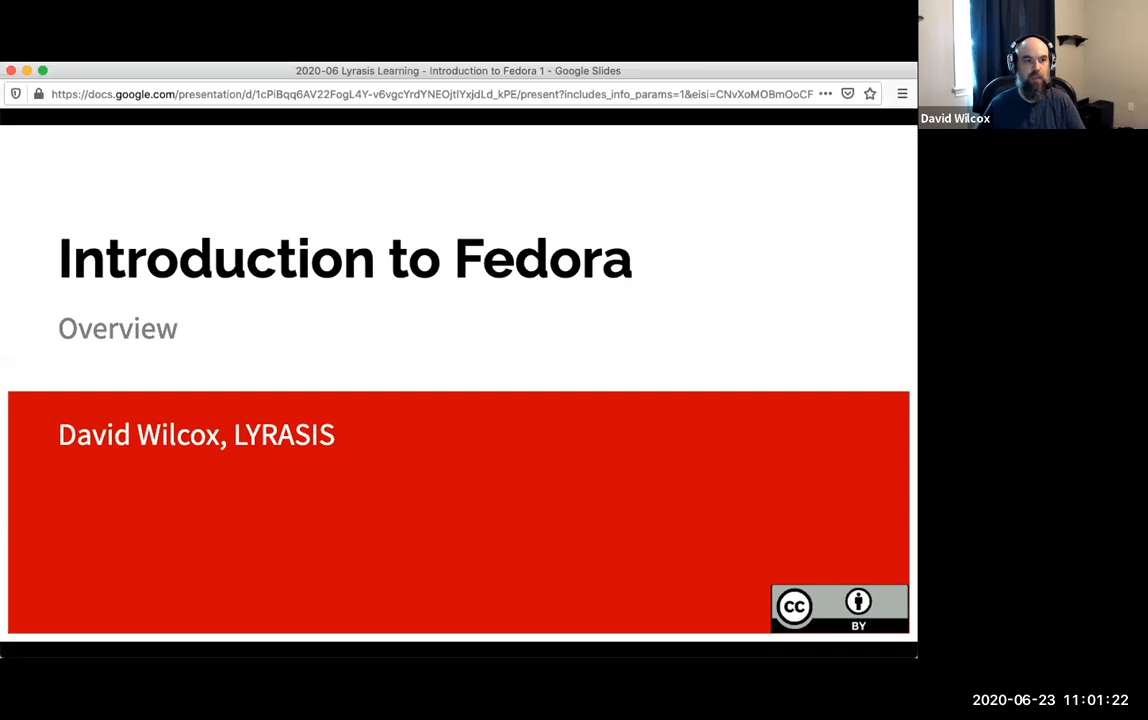 2020-06 Lyrasis Learning - Introduction to Fedora 1 - Google Slides
https://docs.google.com/presentation/d/1cPiBqq6AV22FogL4Y-v6vgcYrdYNEOjtlYxjdLd_kPE/present?includes_info_params=1&eisi=CNvXoMOBmOoCF
David Wilcox
Introduction to Fedora
Overview
David Wilcox, LYRASIS
CC
BY
2020-06-23 11:01:22